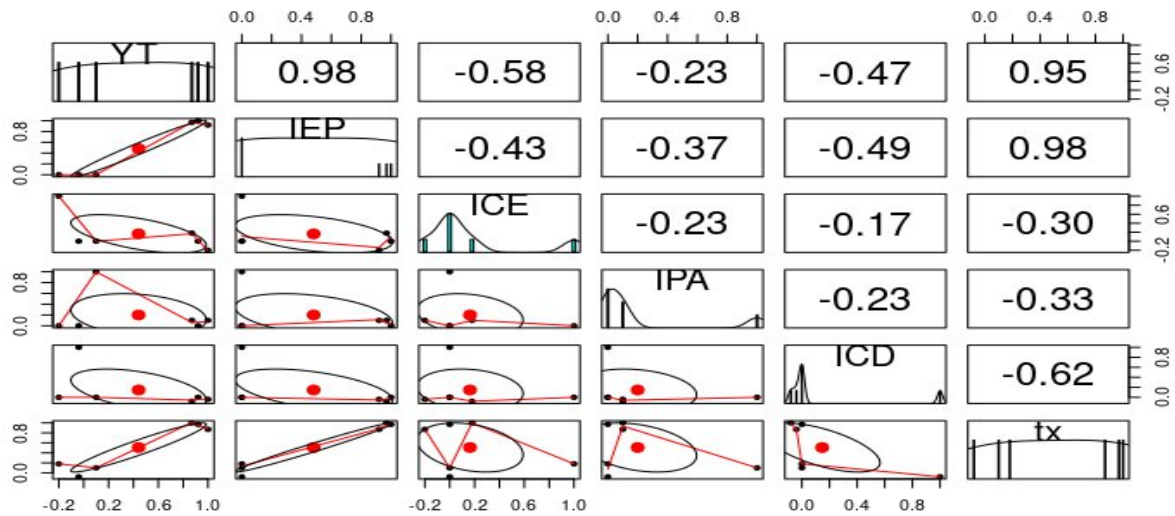 0.0 0.4 0.8 0.0 0.4 0.8 0.0 0.4 0.8
YT 0.98 -0.58 -0.23 -0.47 0.95 -0.2 0.6
0.0 0.8 IEP -0.43 -0.37 -0.49 0.98
ICE -0.23 -0.17 -0.30 -0.2 0.6
0.0 0.8 IPA -0.23 -0.33
ICD -0.62 0.0 0.8
0.0 0.8 tx
-0.2 0.2 0.6 1.0 -0.2 0.2 0.6 1.0 0.0 0.4 0.8